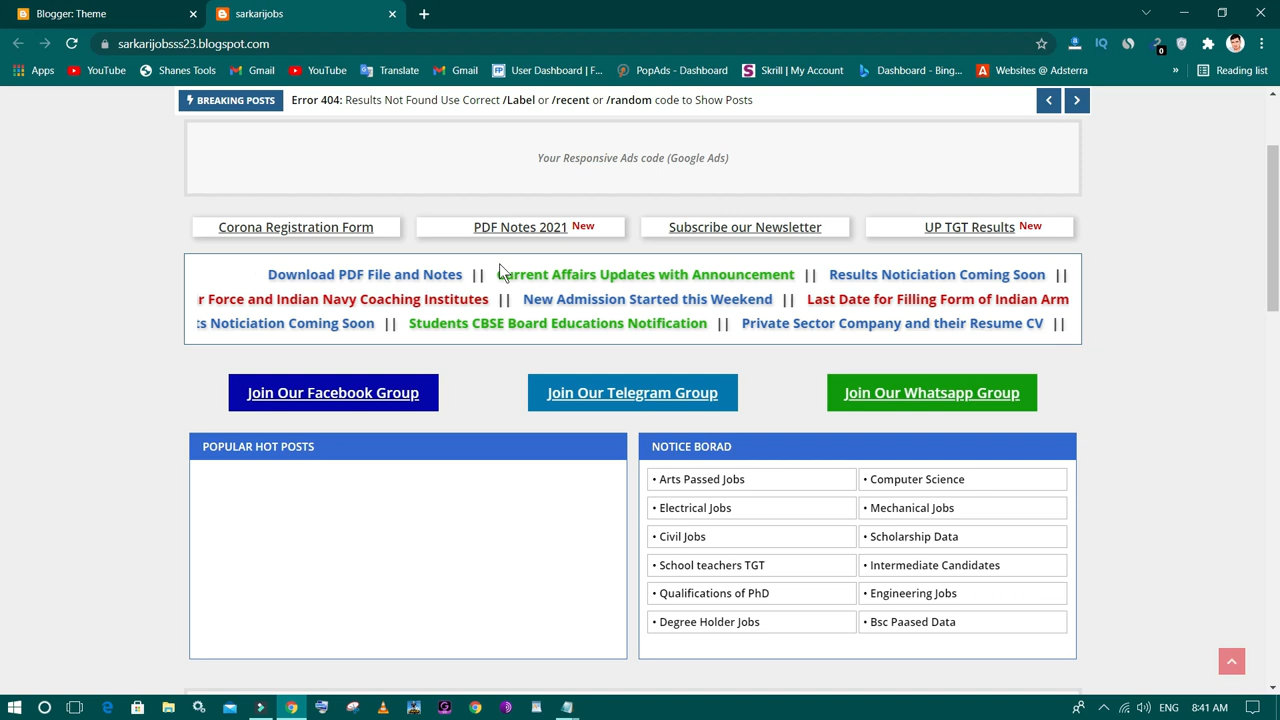 Blogger: Theme
sarkarijobs
sarkarijobsss23.blogspot.com
0
Apps YouTube Shanes Tools Gmail YouTube Translate Gmail User Dashboard | F... PopAds - Dashboard Skrill | My Account Dashboard - Bing... Websites @ Adsterra » Reading list
BREAKING POSTS Error 404: Results Not Found Use Correct /Label or /recent or /random code to Show Posts
Your Responsive Ads code (Google Ads)
Corona Registration Form PDF Notes 2021 New Subscribe our Newsletter UP TGT Results New
Download PDF File and Notes || Current Affairs Updates with Announcement || Results Noticiation Coming Soon ||
r Force and Indian Navy Coaching Institutes || New Admission Started this Weekend || Last Date for Filling Form of Indian Arm
ts Noticiation Coming Soon || Students CBSE Board Educations Notification || Private Sector Company and their Resume CV ||
Join Our Facebook Group Join Our Telegram Group Join Our Whatsapp Group
POPULAR HOT POSTS
NOTICE BORAD
• Arts Passed Jobs • Computer Science
• Electrical Jobs • Mechanical Jobs
• Civil Jobs • Scholarship Data
• School teachers TGT • Intermediate Candidates
• Qualifications of PhD • Engineering Jobs
• Degree Holder Jobs • Bsc Paased Data
ENG 8:41 AM